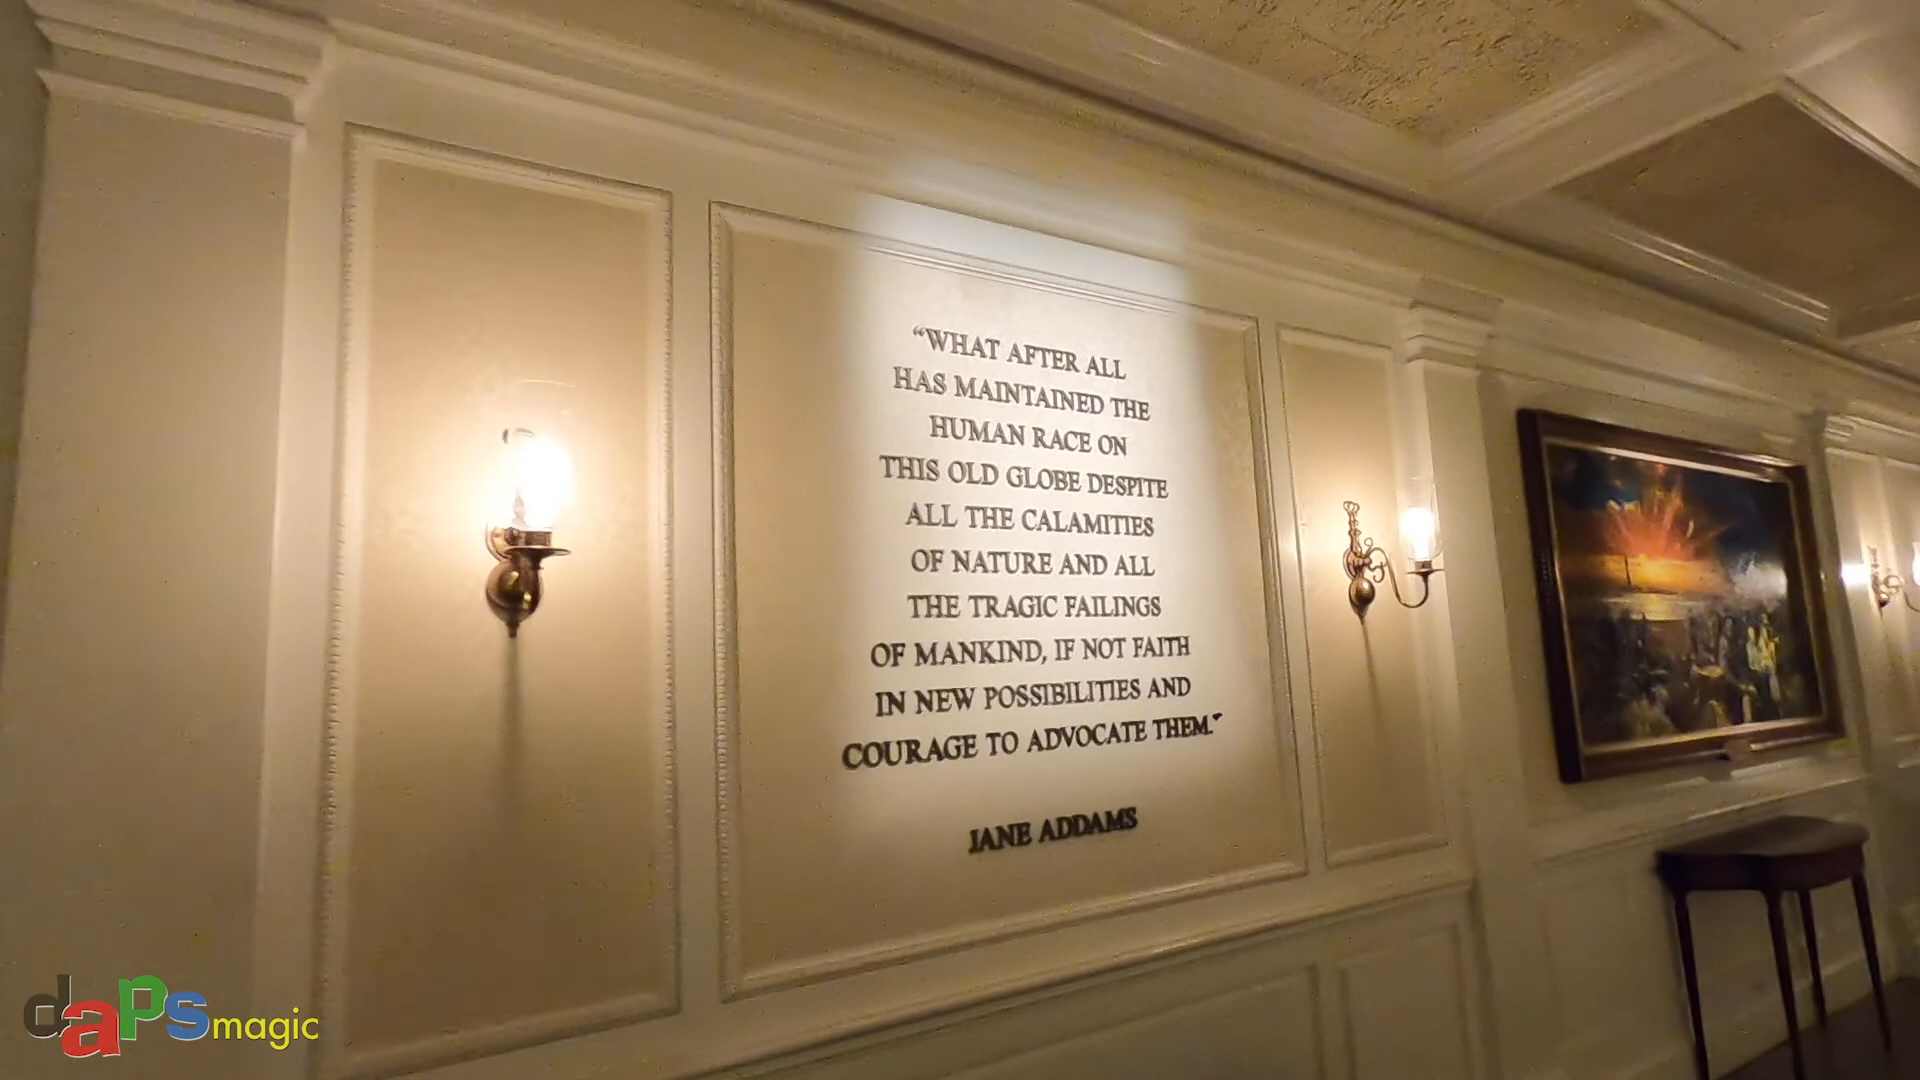 “WHAT AFTER ALL
HAS MAINTAINED THE
HUMAN RACE ON
THIS OLD GLOBE DESPITE
ALL THE CALAMITIES
OF NATURE AND ALL
THE TRAGIC FAILINGS
OF MANKIND, IF NOT FAITH
IN NEW POSSIBILITIES AND
COURAGE TO ADVOCATE THEM.”
JANE ADDAMS
daps magic